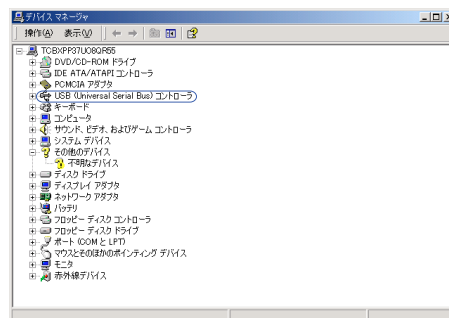 デバイス マネージャ
操作(A) 表示(V)
TCBXPP37UO8QR55
DVD/CD-ROM ドライブ
IDE ATA/ATAPI コントローラ
PCMCIA アダプタ
USB (Universal Serial Bus) コントローラ
キーボード
コンピュータ
サウンド、ビデオ、およびゲーム コントローラ
システム デバイス
その他のデバイス
不明なデバイス
ディスク ドライブ
ディスプレイ アダプタ
ネットワーク アダプタ
バッテリ
フロッピー ディスク コントローラ
フロッピー ディスク ドライブ
ポート (COM と LPT)
マウスとそのほかのポインティング デバイス
モニタ
赤外線デバイス